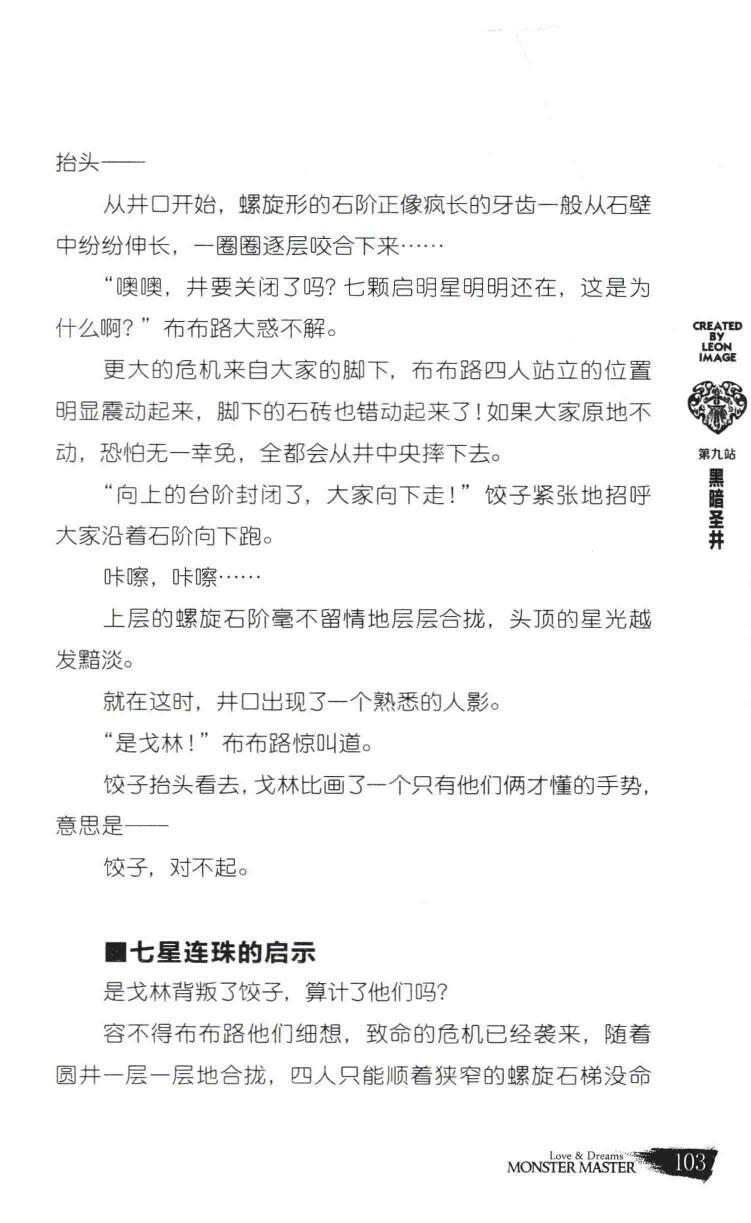 抬头——
从井口开始，螺旋形的石阶正像疯长的牙齿一般从石壁
中纷纷伸长，一圈圈逐层咬合下来……
“噢噢，井要关闭了吗？七颗启明星明明还在，这是为
什么啊？”布布路大惑不解。
更大的危机来自大家的脚下，布布路四人站立的位置
明显震动起来，脚下的石砖也错动起来了！如果大家原地不
动，恐怕无一幸免，全都会从井中央摔下去。
“向上的台阶封闭了，大家向下走！”饺子紧张地招呼
大家沿着石阶向下跑。
咔嚓，咔嚓……
上层的螺旋石阶毫不留情地层层合拢，头顶的星光越
发黯淡。
就在这时，井口出现了一个熟悉的人影。
“是戈林！”布布路惊叫道。
饺子抬头看去，戈林比画了一个只有他们俩才懂的手势，
意思是——
饺子，对不起。
■七星连珠的启示
是戈林背叛了饺子，算计了他们吗？
容不得布布路他们细想，致命的危机已经袭来，随着
圆井一层一层地合拢，四人只能顺着狭窄的螺旋石梯没命
CREATED
BY
LEON
IMAGE
第九站
黑暗圣井
Love & Dreams
MONSTER MASTER
103